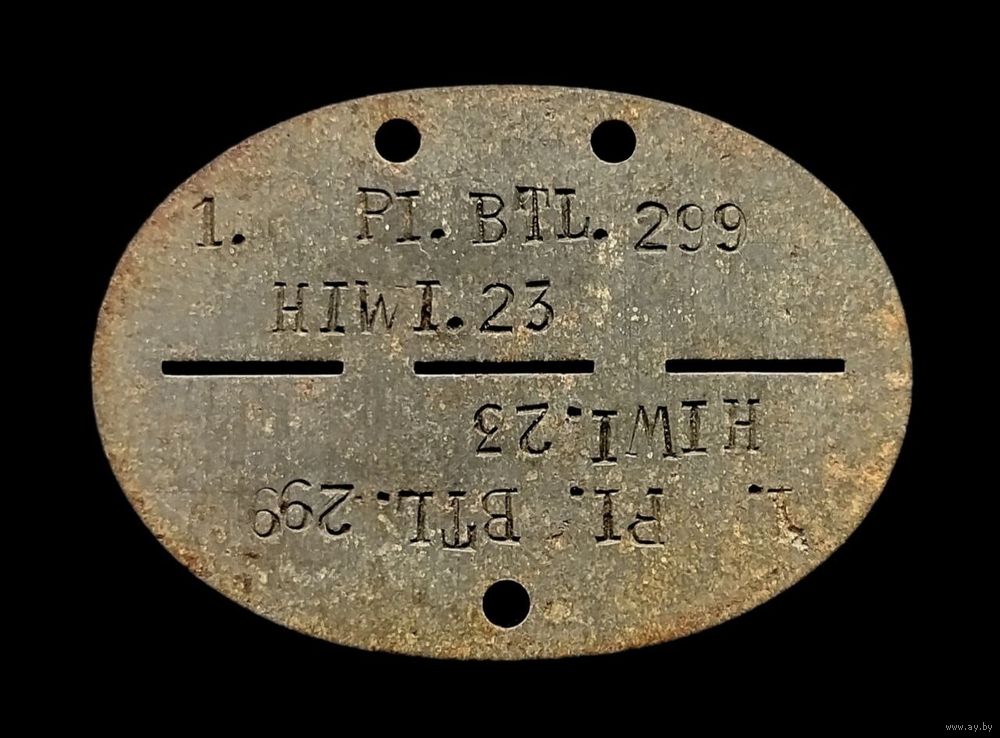 1. PI. BTL. 299
HIWI. 23
HIWI. 23
1. PI. BTL. 299
www.ay.by